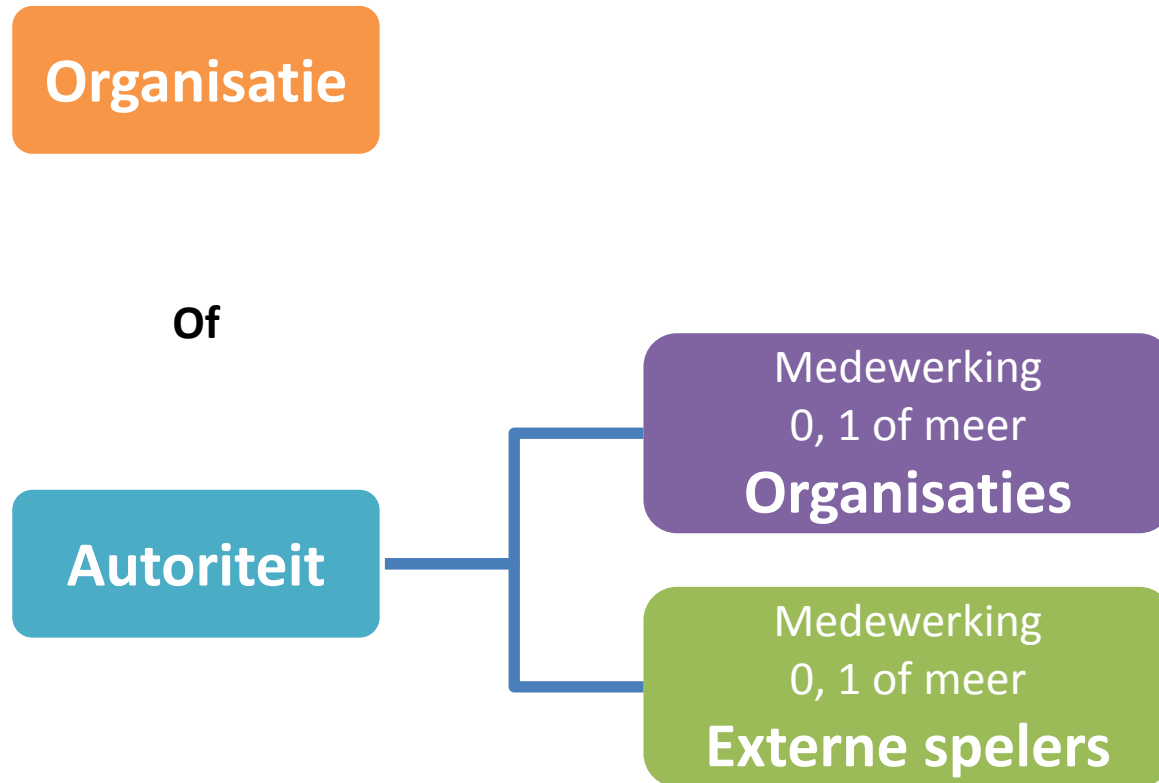 Organisatie
Of
Autoriteit
Medewerking
0, 1 of meer
Organisaties
Medewerking
0, 1 of meer
Externe spelers